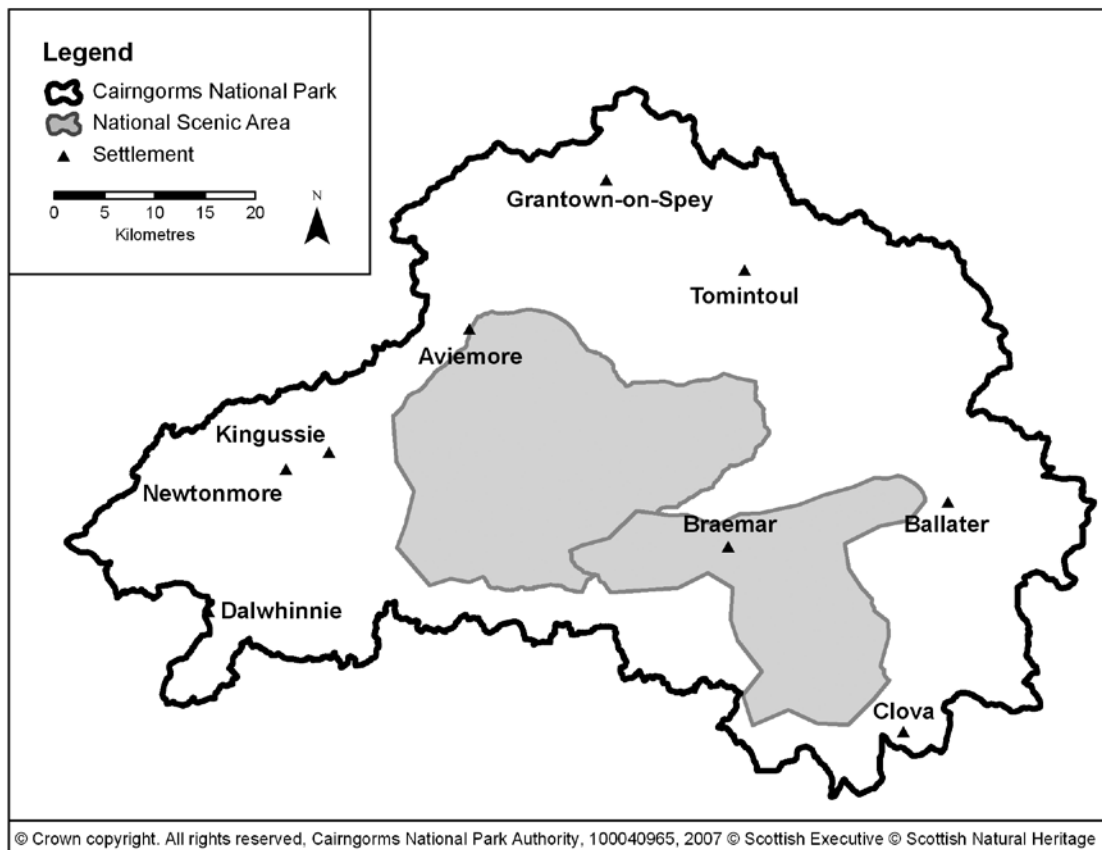 Legend
Cairngorms National Park
National Scenic Area
Settlement
0 5 10 15 20
Kilometres
N
Grantown-on-Spey
Tomintoul
Aviemore
Kingussie
Newtonmore
Braemar
Ballater
Dalwhinnie
Clova
© Crown copyright. All rights reserved, Cairngorms National Park Authority, 100040965, 2007 © Scottish Executive © Scottish Natural Heritage